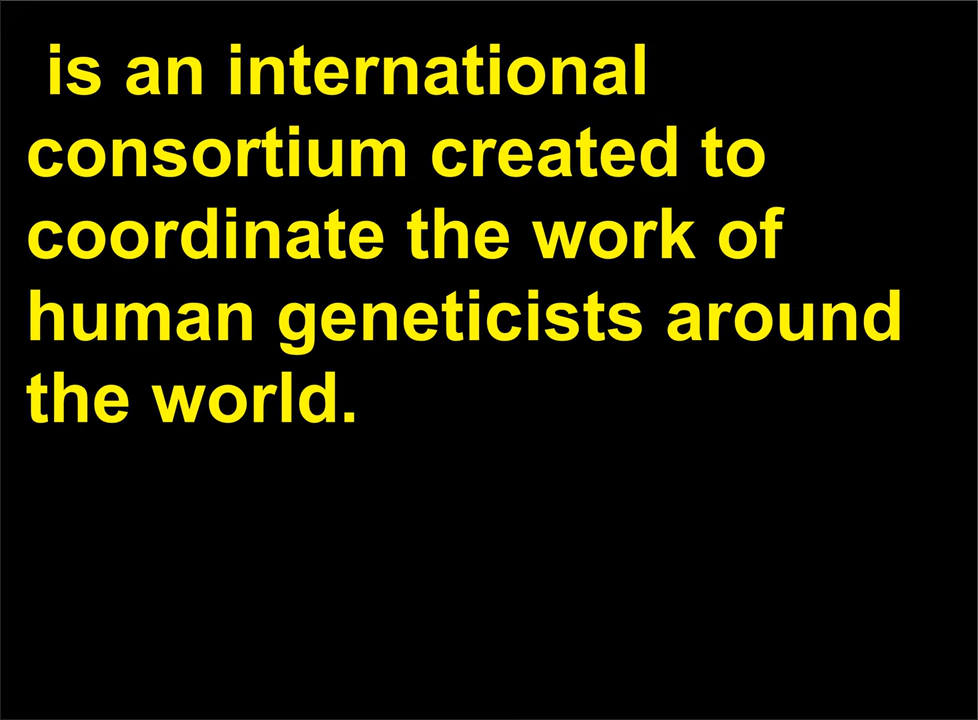 is an international
consortium created to
coordinate the work of
human geneticists around
the world.